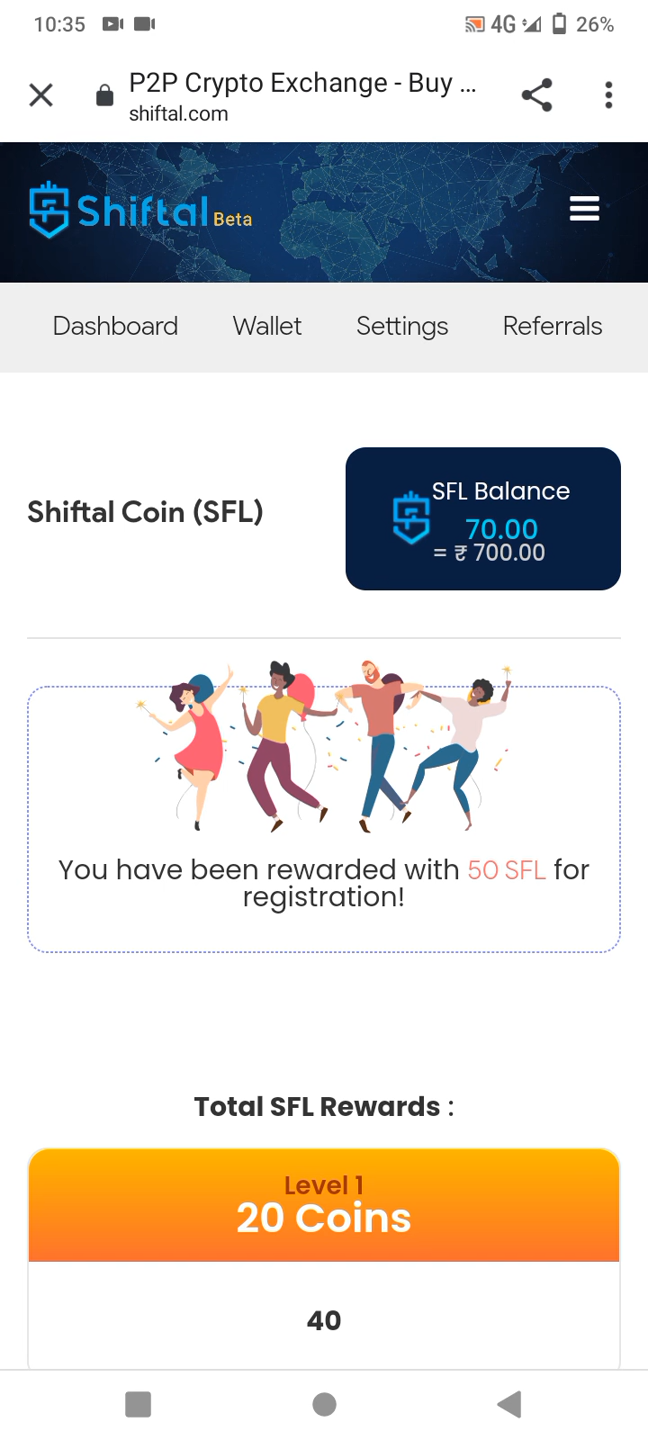 10:35 4G 26%
P2P Crypto Exchange - Buy ...
shiftal.com
Shiftal Beta
Dashboard Wallet Settings Referrals
Shiftal Coin (SFL)
SFL Balance
70.00
= ₹ 700.00
You have been rewarded with 50 SFL for
registration!
Total SFL Rewards :
Level 1
20 Coins
40